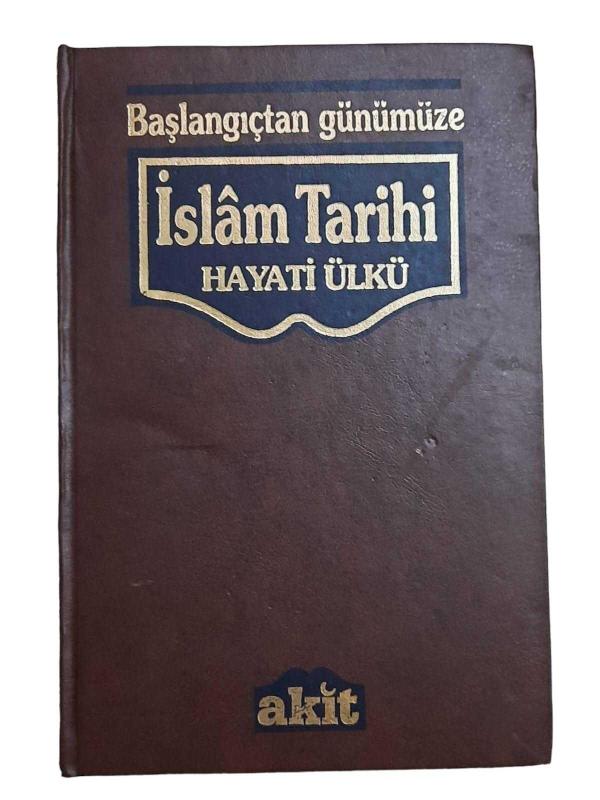 Başlangıçtan günümüze
İslâm Tarihi
HAYATİ ÜLKÜ
akit